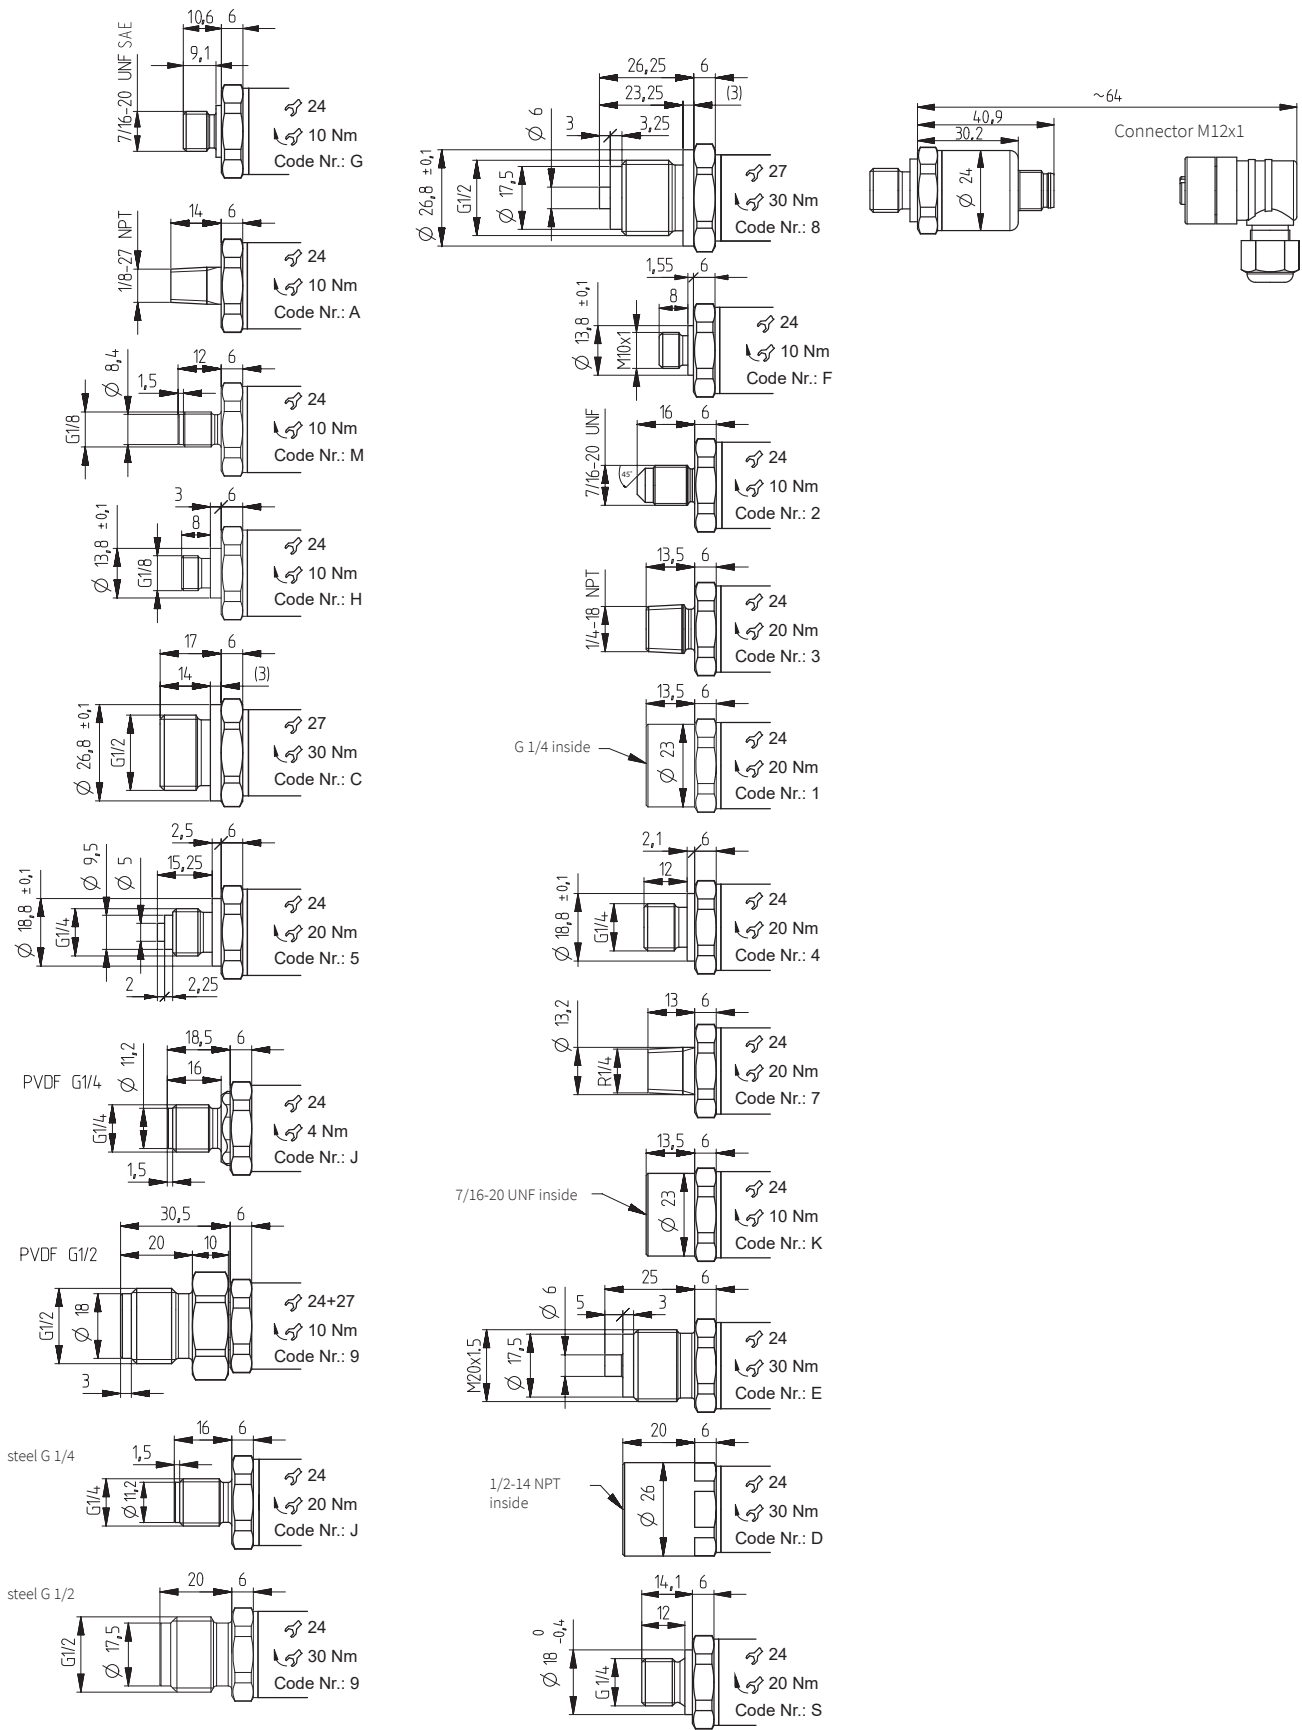 10,6
6
9,1
7/16-20 UNF SAE
24
10 Nm
Code Nr.: G
14
6
1/8-27 NPT
24
10 Nm
Code Nr.: A
Ø 8,4
12
6
1,5
G1/8
24
10 Nm
Code Nr.: M
3
6
8
Ø 13,8 ±0,1
G1/8
24
10 Nm
Code Nr.: H
17
6
14
(3)
Ø 26,8 ±0,1
G1/2
27
30 Nm
Code Nr.: C
2,5
6
15,25
Ø 9,5
Ø 5
Ø 18,8 ±0,1
G1/4
2
2,25
24
20 Nm
Code Nr.: 5
PVDF G1/4
18,5
6
16
Ø 11,2
G1/4
1,5
24
4 Nm
Code Nr.: J
PVDF G1/2
30,5
6
20
10
G1/2
Ø 18
3
24+27
10 Nm
Code Nr.: 9
steel G 1/4
16
6
1,5
G1/4
Ø11,2
24
20 Nm
Code Nr.: J
steel G 1/2
20
6
G1/2
Ø 17,5
24
30 Nm
Code Nr.: 9
26,25
6
23,25
(3)
Ø 6
3
3,25
Ø 26,8 ±0,1
G1/2
Ø 17,5
27
30 Nm
Code Nr.: 8
1,55
6
8
Ø 13,8 ±0,1
M10x1
24
10 Nm
Code Nr.: F
16
6
7/16-20 UNF
45°
24
10 Nm
Code Nr.: 2
13,5
6
1/4-18 NPT
24
20 Nm
Code Nr.: 3
13,5
6
G 1/4 inside
Ø 23
24
20 Nm
Code Nr.: 1
2,1
6
12
Ø 18,8 ±0,1
G1/4
24
20 Nm
Code Nr.: 4
13
6
Ø 13,2
R1/4
24
20 Nm
Code Nr.: 7
13,5
6
7/16-20 UNF inside
Ø 23
24
10 Nm
Code Nr.: K
25
6
Ø 6
5
3
M20x1.5
Ø 17,5
24
30 Nm
Code Nr.: E
20
6
1/2-14 NPT
inside
Ø 26
24
30 Nm
Code Nr.: D
14,1
6
12
Ø18 0 -0,4
G 1/4
24
20 Nm
Code Nr.: S
~64
40,9
30,2
Connector M12x1
Ø 24